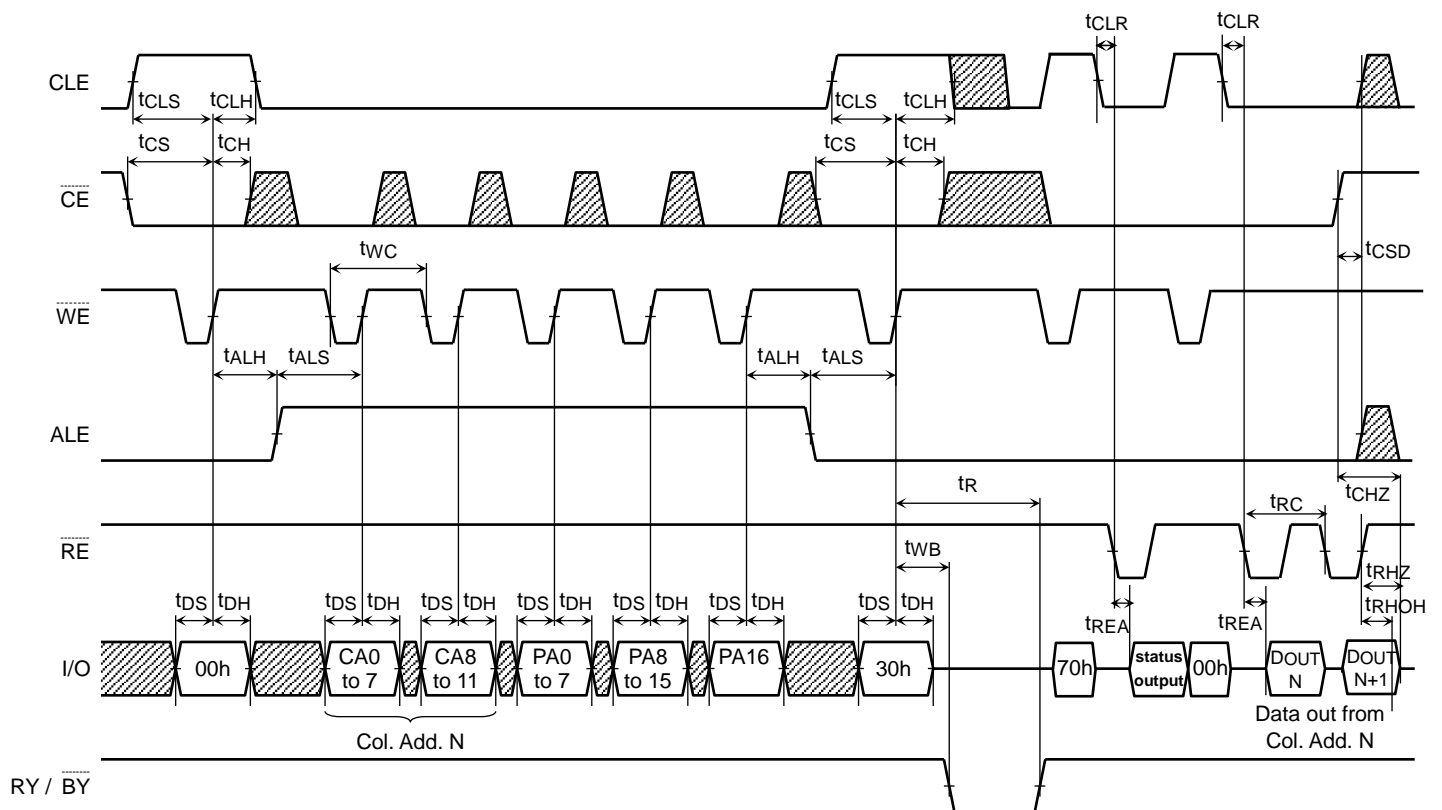 tCLR tCLR
CLE
tCLS tCLH tCLS tCLH
tCS tCH tCS tCH
CE
tWC tCSD
WE
tALH tALS tALH tALS
ALE
tR tCHZ
tRC
RE
tWB
tRHZ
tDS tDH tDS tDH tDS tDH tDS tDH tDS tDH tDS tDH tDS tDH tRHOH
tREA tREA
I/O 00h CA0 to 7 CA8 to 11 PA0 to 7 PA8 to 15 PA16 30h 70h status output 00h DOUT N DOUT N+1
Col. Add. N
Data out from
Col. Add. N
RY / BY